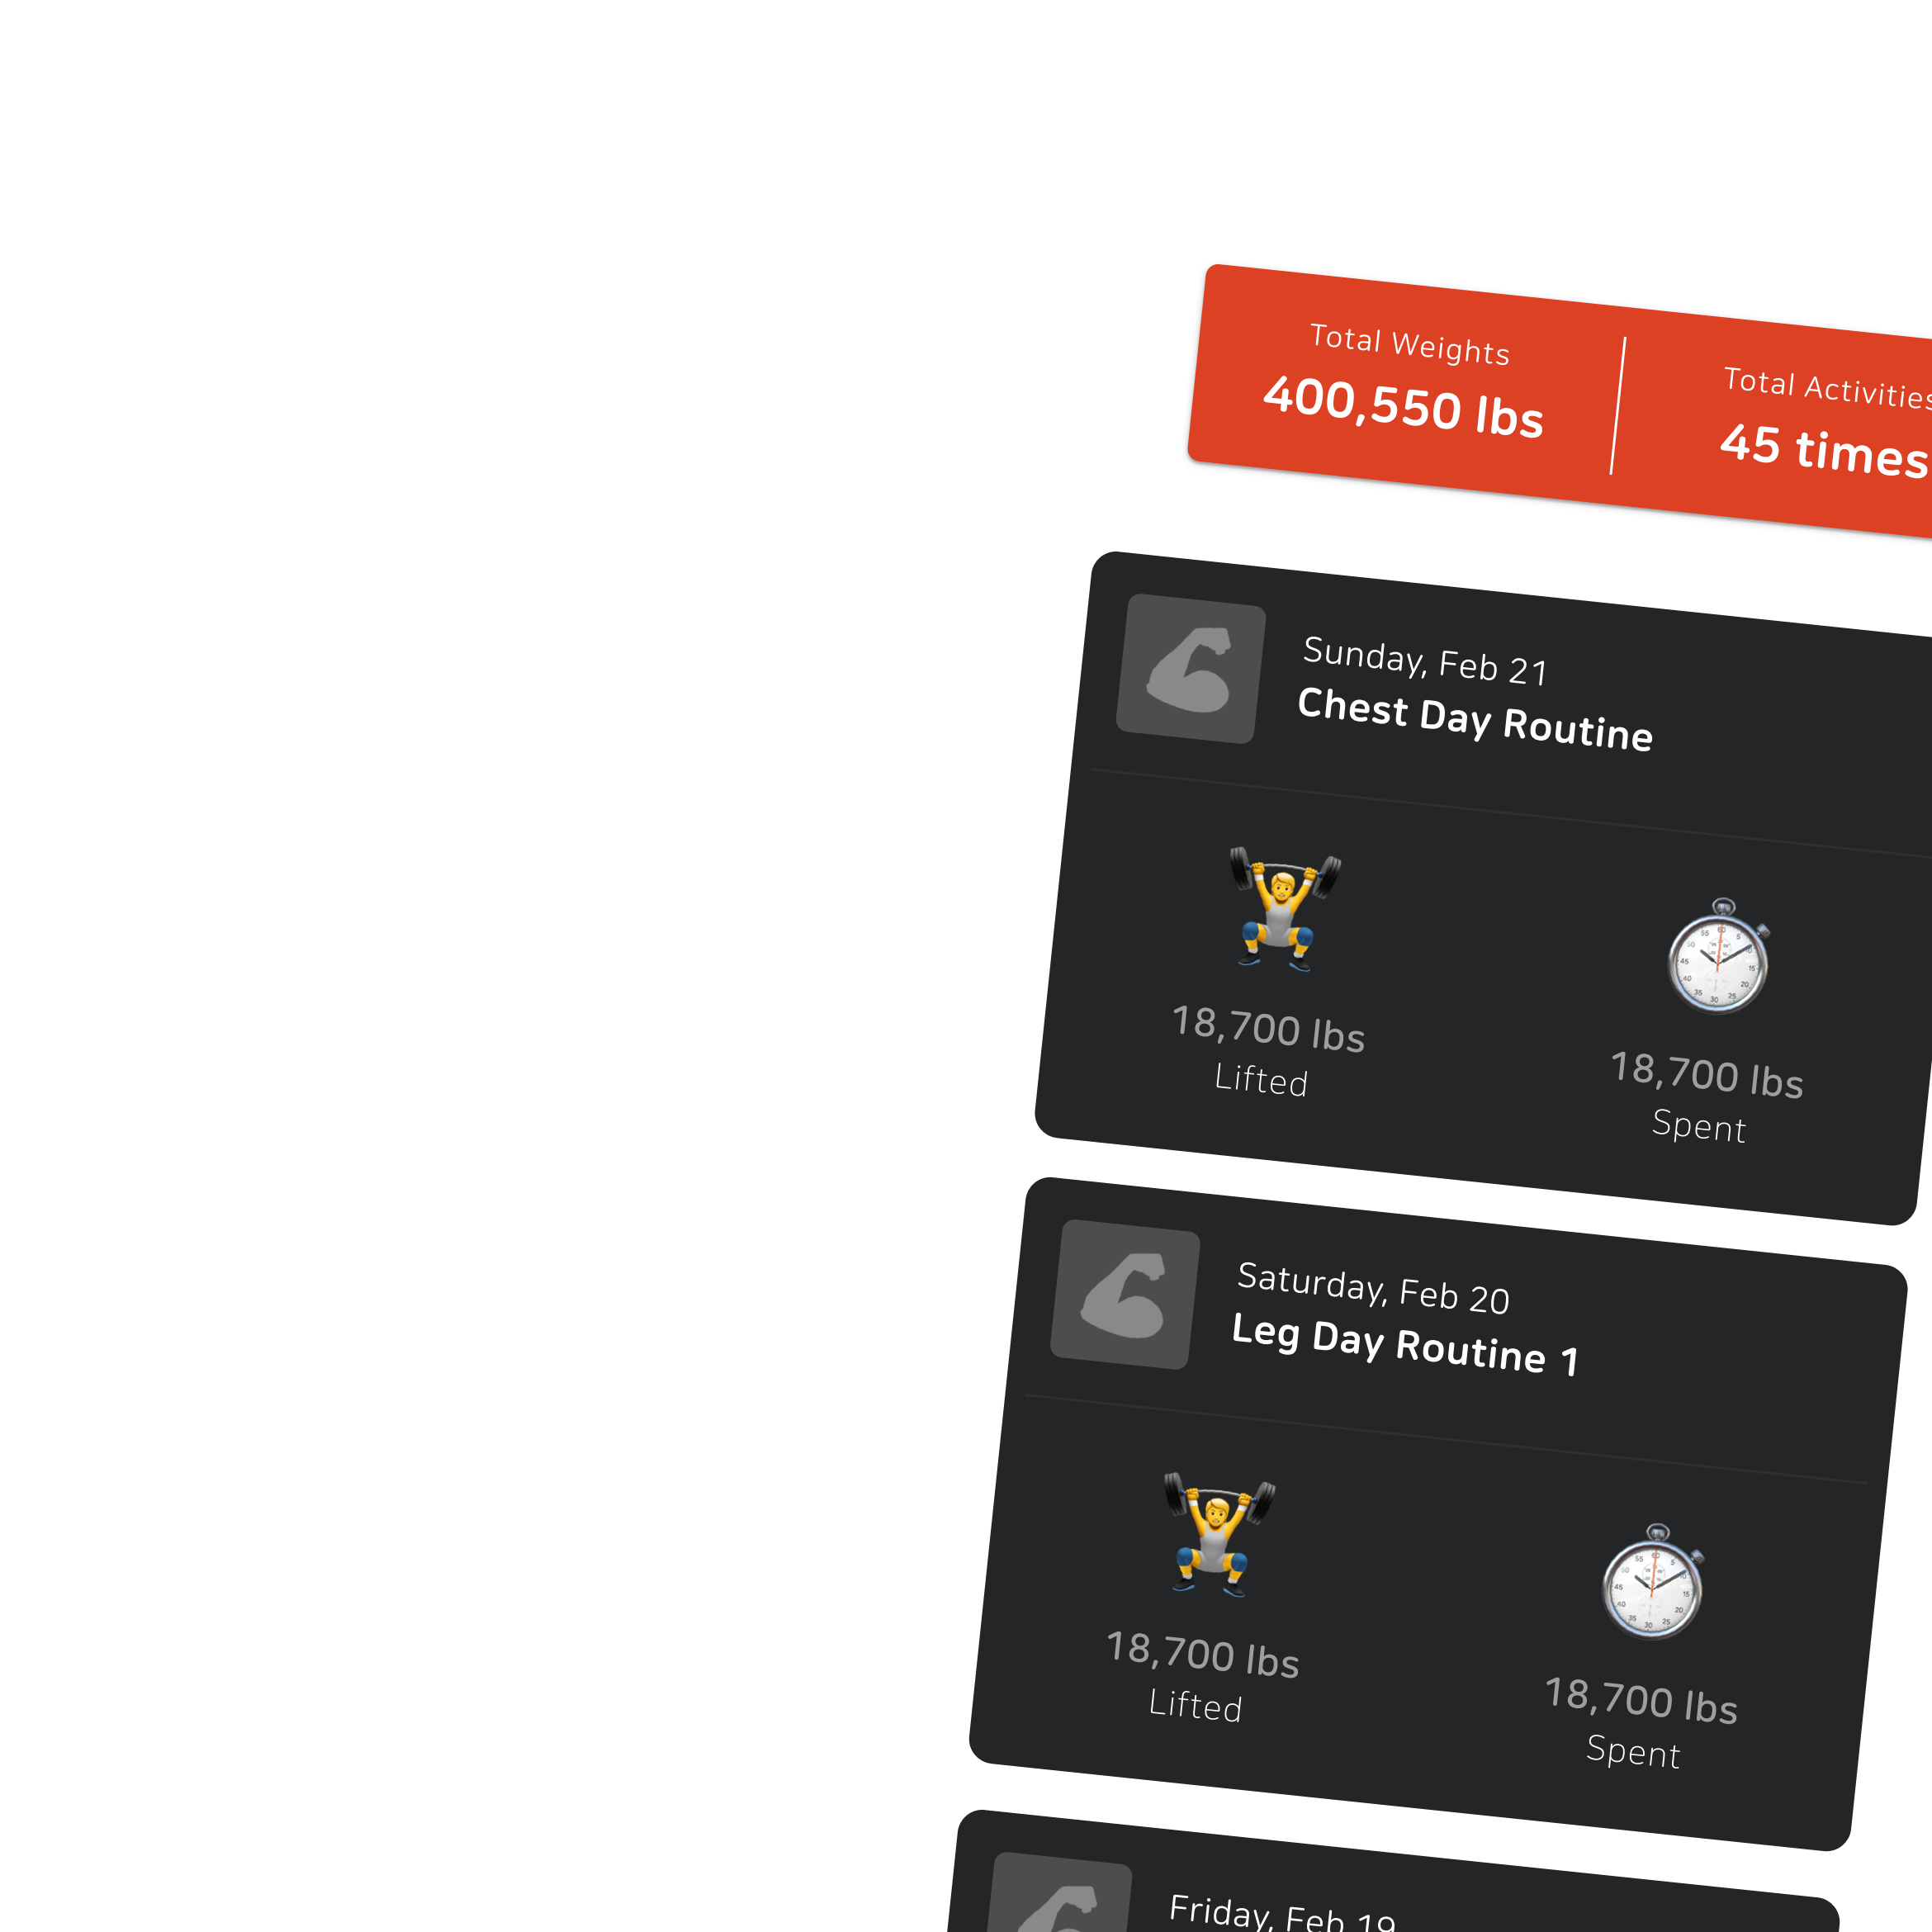 Total Weights
400,550 lbs
Total Activities
45 times
Sunday, Feb 21
Chest Day Routine
18,700 lbs
Lifted
18,700 lbs
Spent
Saturday, Feb 20
Leg Day Routine 1
18,700 lbs
Lifted
18,700 lbs
Spent
Friday, Feb 19